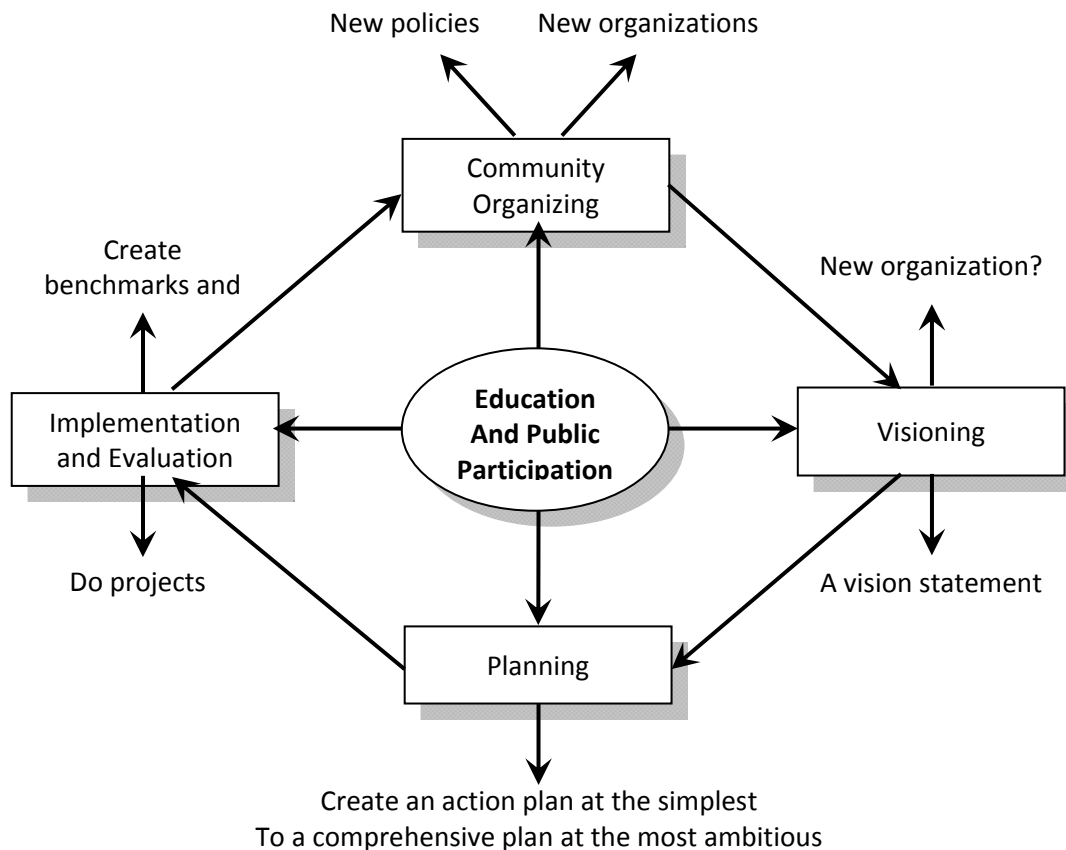 New policies
New organizations
Community
Organizing
Create
benchmarks and
New organization?
Education
And Public
Participation
Implementation
and Evaluation
Visioning
Do projects
A vision statement
Planning
Create an action plan at the simplest
To a comprehensive plan at the most ambitious